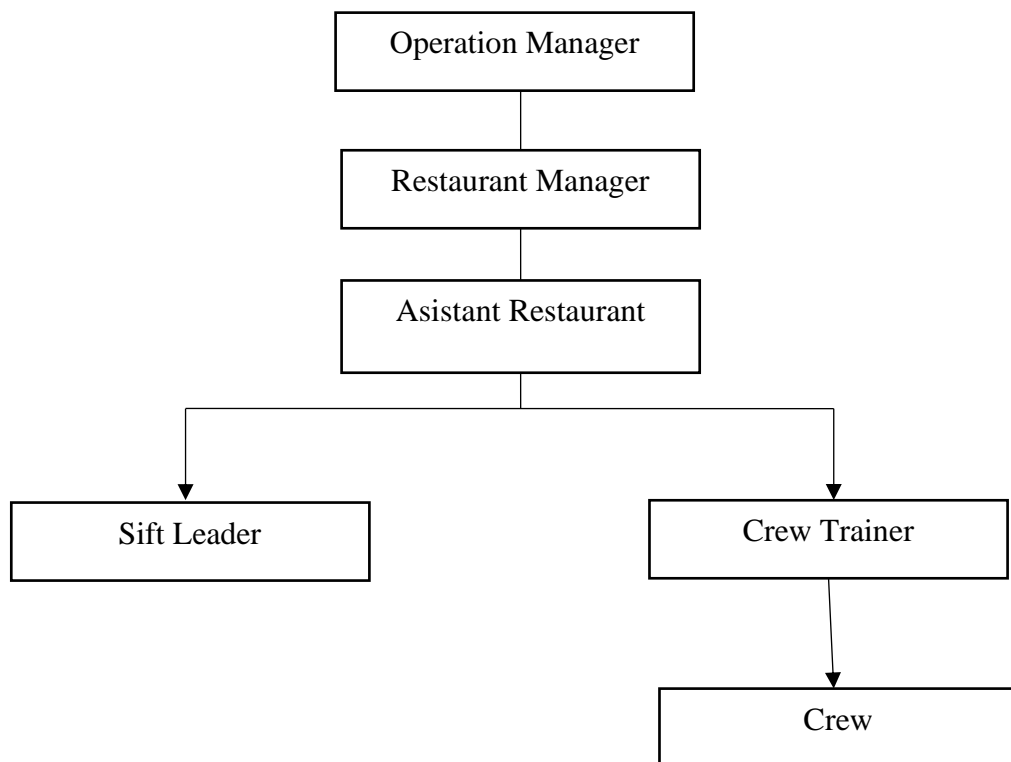 Operation Manager
Restaurant Manager
Asistant Restaurant
Sift Leader
Crew Trainer
Crew